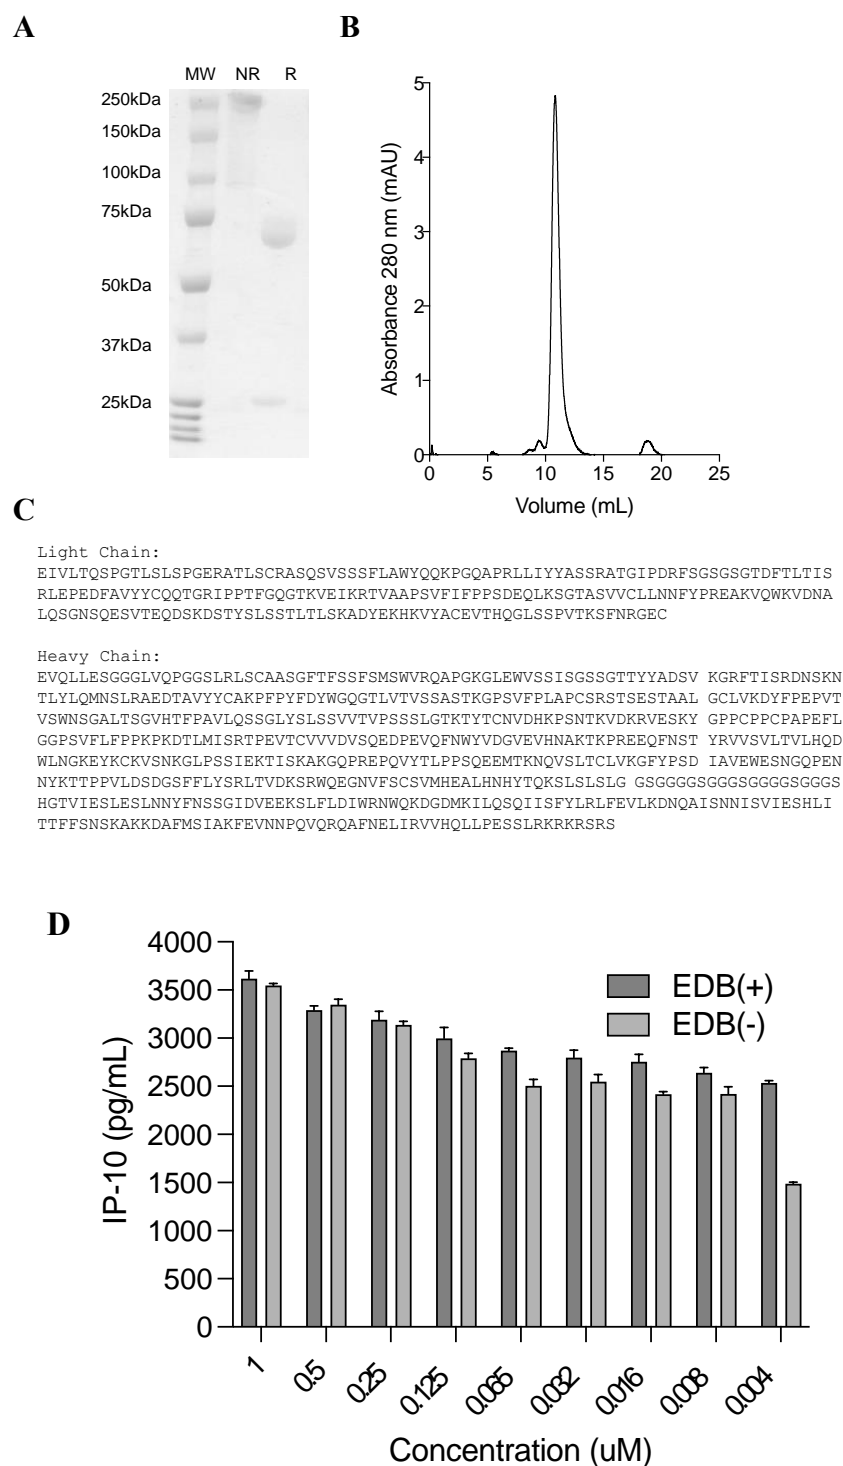 A
B
MW NR R
250kDa
150kDa
100kDa
75kDa
50kDa
37kDa
25kDa
5
4
3
2
1
0
Absorbance 280 nm (mAU)
0 5 10 15 20 25
Volume (mL)
C
Light Chain:
EIVLTQSPGTLSLSPGERATLSCRASQSVSSSFLAWYQQKPGQAPRLLIYYASSRATGIPDRFSGSGSGTDFTLTIS
RLEPEDFAVYYCQQTGRIPPTFGQGTKVEIKRTVAAPSVFIFPPSDEQLKSGTASVVCLLNNFYPREAKVQWKVDNA
LQSGNSQESVTEQDSKDSTYSLSSTLTLSKADYEKHKVYACEVTHQGLSSPVTKSFNRGEC
Heavy Chain:
EVQLLESGGGLVQPGGSLRLSCAASGFTFSSFSMSWVRQAPGKGLEWVSSISGSSGTTYYADSV KGRFTISRDNSKN
TLYLQMNSLRAEDTAVYYCAKPFPYFDYWGQGTLVTVSSASTKGPSVFPLAPCSRSTSESTAAL GCLVKDYFPEPVT
VSWNSGALTSGVHTFPAVLQSSGLYSLSSVVTVPSSSLGTKTYTCNVDHKPSNTKVDKRVESKY GPPCPPCPAPEFL
GGPSVFLFPPKPKDTLMISRTPEVTCVVVDVSQEDPEVQFNWYVDGVEVHNAKTKPREEQFNST YRVVSVLTVLHQD
WLNGKEYKCKVSNKGLPSSIEKTISKAKGQPREPQVYTLPPSQEEMTKNQVSLTCLVKGFYPSD IAVEWESNGQPEN
NYKTTPPVLDSDGSFFLYSRLTVDKSRWQEGNVFSCSVMHEALHNHYTQKSLSLSLG GSGGGGSGGGSGGGGSGGGS
HGTVIESLESLNNYFNSSGIDVEEKSLFLDIWRNWQKDGDMKILQSQIISFYLRLFEVLKDNQAISNNISVIESHLI
TTFFSNSKAKKDAFMSIAKFEVNNPQVQRQAFNELIRVVHQLLPESSLRKRKRSRS
D
4000
3500
3000
2500
2000
1500
1000
500
0
IP-10 (pg/mL)
EDB(+)
EDB(-)
1 0.5 0.25 0.125 0.065 0.032 0.016 0.008 0.004
Concentration (uM)